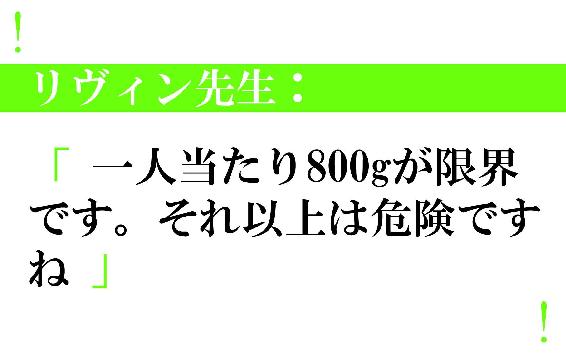 !
リヴィン先生：
「 一人当たり800gが限界
です。それ以上は危険です
ね 」
!